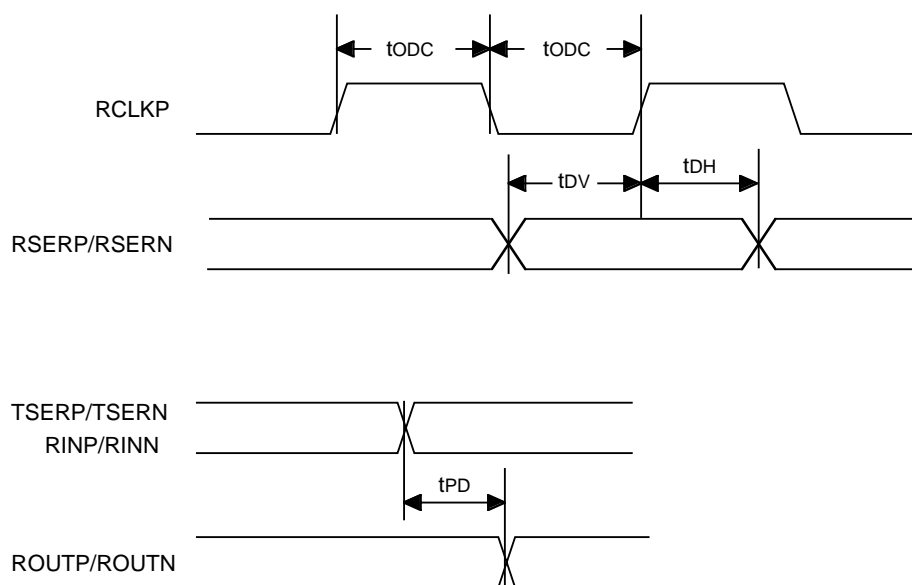 tODC tODC
RCLKP
tDV tDH
RSERP/RSERN
TSERP/TSERN
RINP/RINN
tPD
ROUTP/ROUTN